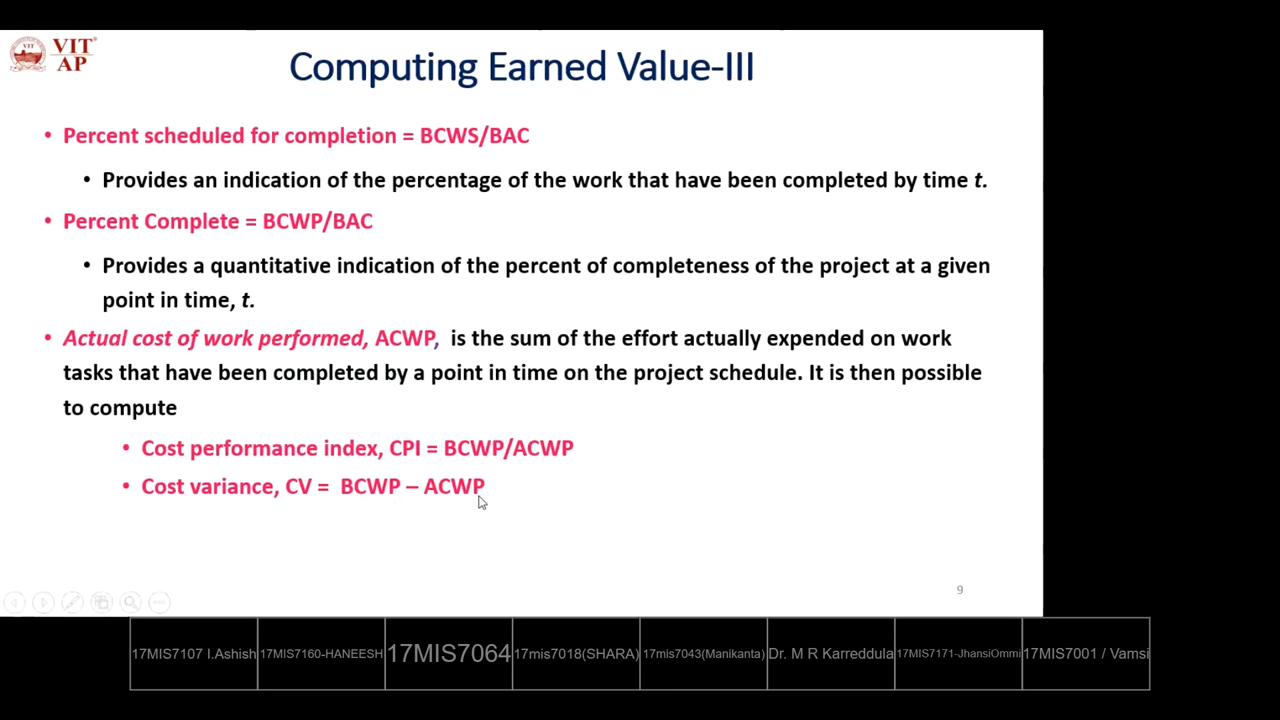 VIT
AP
Computing Earned Value-III
• Percent scheduled for completion = BCWS/BAC
• Provides an indication of the percentage of the work that have been completed by time t.
• Percent Complete = BCWP/BAC
• Provides a quantitative indication of the percent of completeness of the project at a given
point in time, t.
• Actual cost of work performed, ACWP, is the sum of the effort actually expended on work
tasks that have been completed by a point in time on the project schedule. It is then possible
to compute
• Cost performance index, CPI = BCWP/ACWP
• Cost variance, CV = BCWP – ACWP
9
17MIS7107 I.Ashish 17MIS7160-HANEESH 17MIS7064 17mis7018(SHARA) 17mis7043(Manikanta) Dr. M R Karreddula 17MIS7171-JhansiOmmi 17MIS7001 / Vamsi